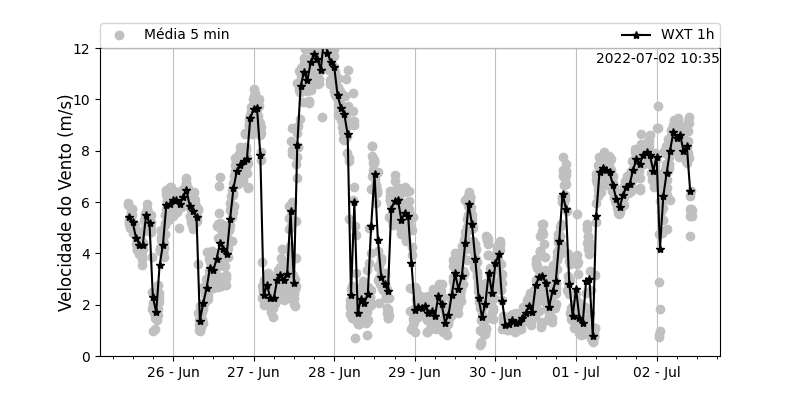 Média 5 min
WXT 1h
2022-07-02 10:35
Velocidade do Vento (m/s)
12
10
8
6
4
2
0
26 - Jun
27 - Jun
28 - Jun
29 - Jun
30 - Jun
01 - Jul
02 - Jul